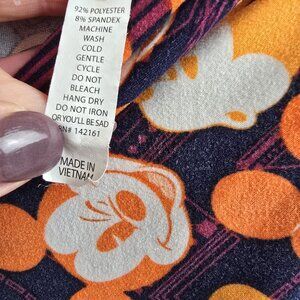 92% POLYESTER
8% SPANDEX
MACHINE
WASH
COLD
GENTLE
CYCLE
DO NOT
BLEACH
HANG DRY
DO NOT IRON
OR YOU'LL BE SAD
RN# 142161
MADE IN
VIETNAM